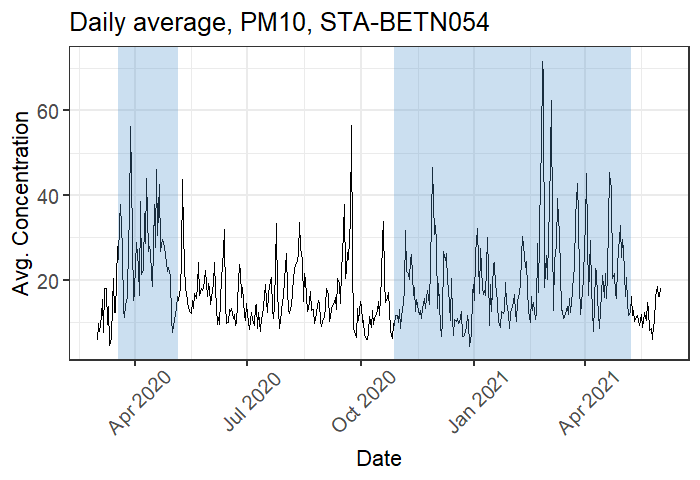 Daily average, PM10, STA-BETN054
Avg. Concentration
60
40
20
Apr 2020
Jul 2020
Oct 2020
Jan 2021
Apr 2021
Date